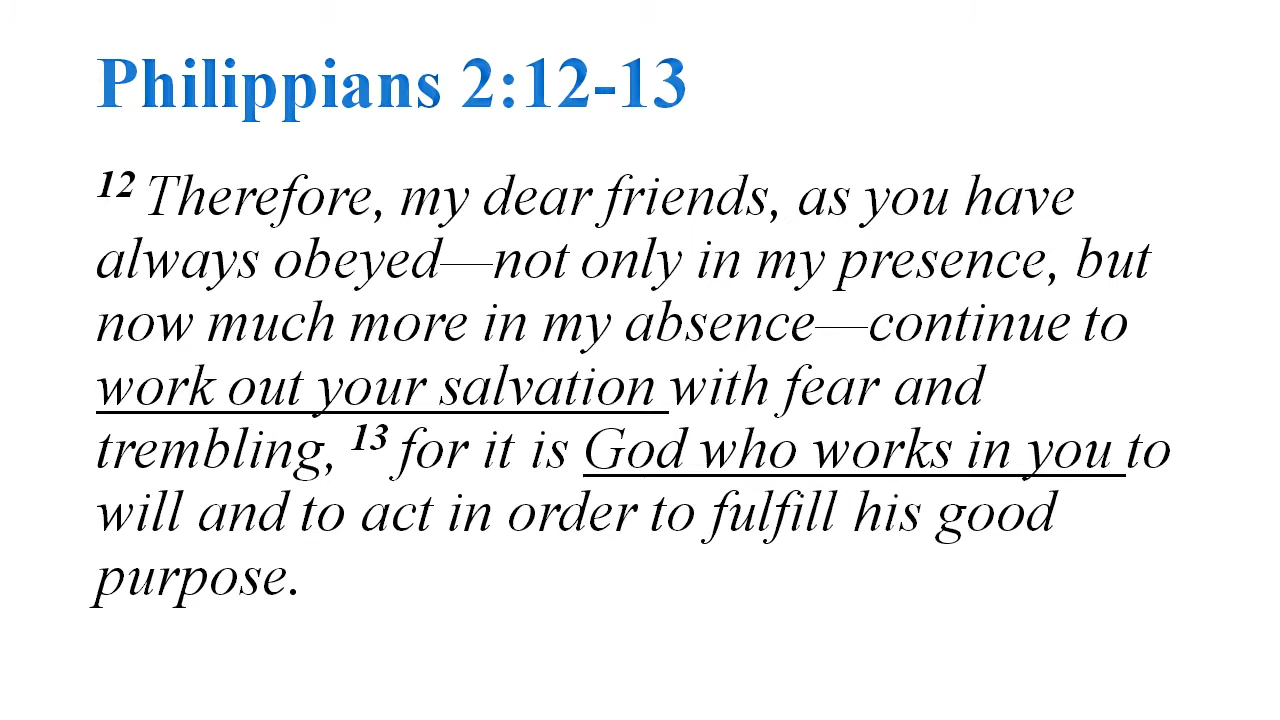 Philippians 2:12-13
12 Therefore, my dear friends, as you have
always obeyed—not only in my presence, but
now much more in my absence—continue to
work out your salvation with fear and
trembling, 13 for it is God who works in you to
will and to act in order to fulfill his good
purpose.